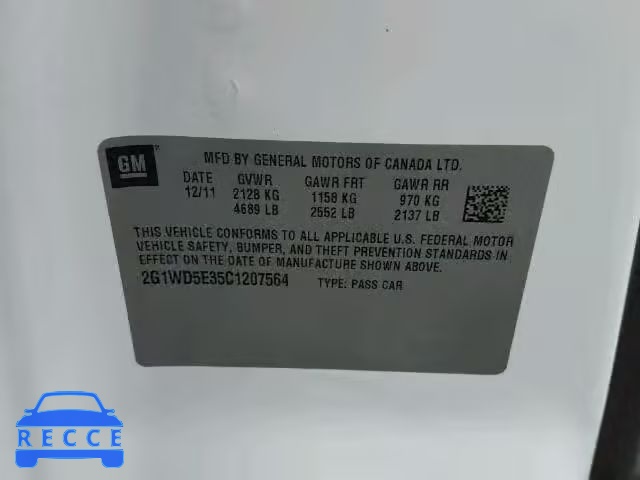 GM
MFD BY GENERAL MOTORS OF CANADA LTD.
DATE GVWR GAWR FRT GAWR RR
12/11 2128 KG 1158 KG 970 KG
4689 LB 2552 LB 2137 LB
THIS VEHICLE CONFORMS TO ALL APPLICABLE U.S. FEDERAL MOTOR
VEHICLE SAFETY, BUMPER, AND THEFT PREVENTION STANDARDS IN
EFFECT ON THE DATE OF MANUFACTURE SHOWN ABOVE.
2G1WD5E35C1207564 TYPE: PASS CAR
RECCE